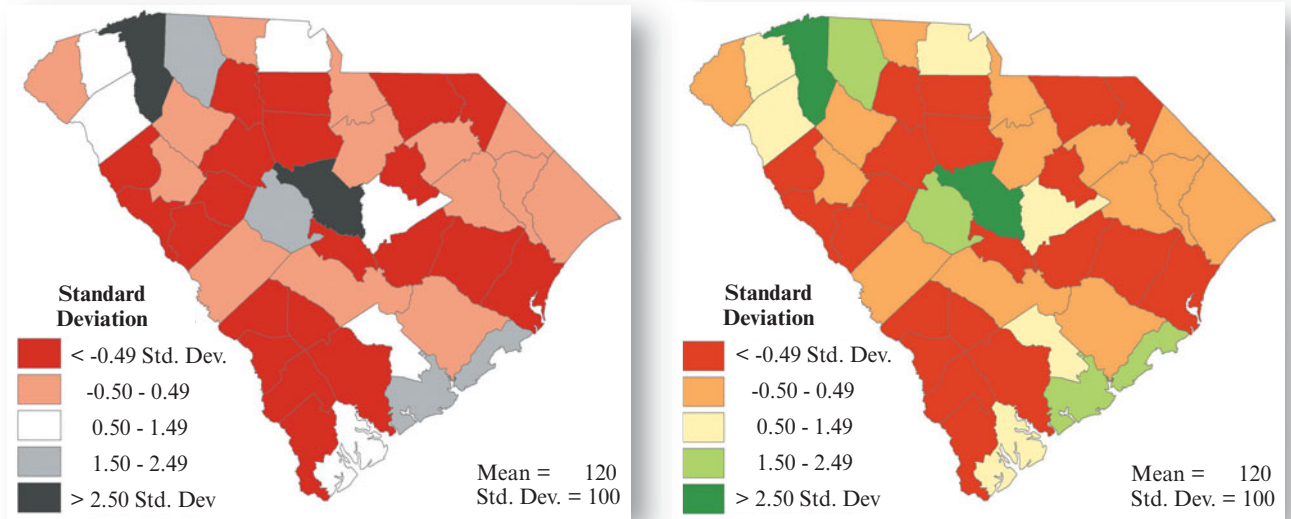 Standard
Deviation
< -0.49 Std. Dev.
-0.50 - 0.49
0.50 - 1.49
1.50 - 2.49
> 2.50 Std. Dev
Mean = 120
Std. Dev. = 100
Standard
Deviation
< -0.49 Std. Dev.
-0.50 - 0.49
0.50 - 1.49
1.50 - 2.49
> 2.50 Std. Dev
Mean = 120
Std. Dev. = 100